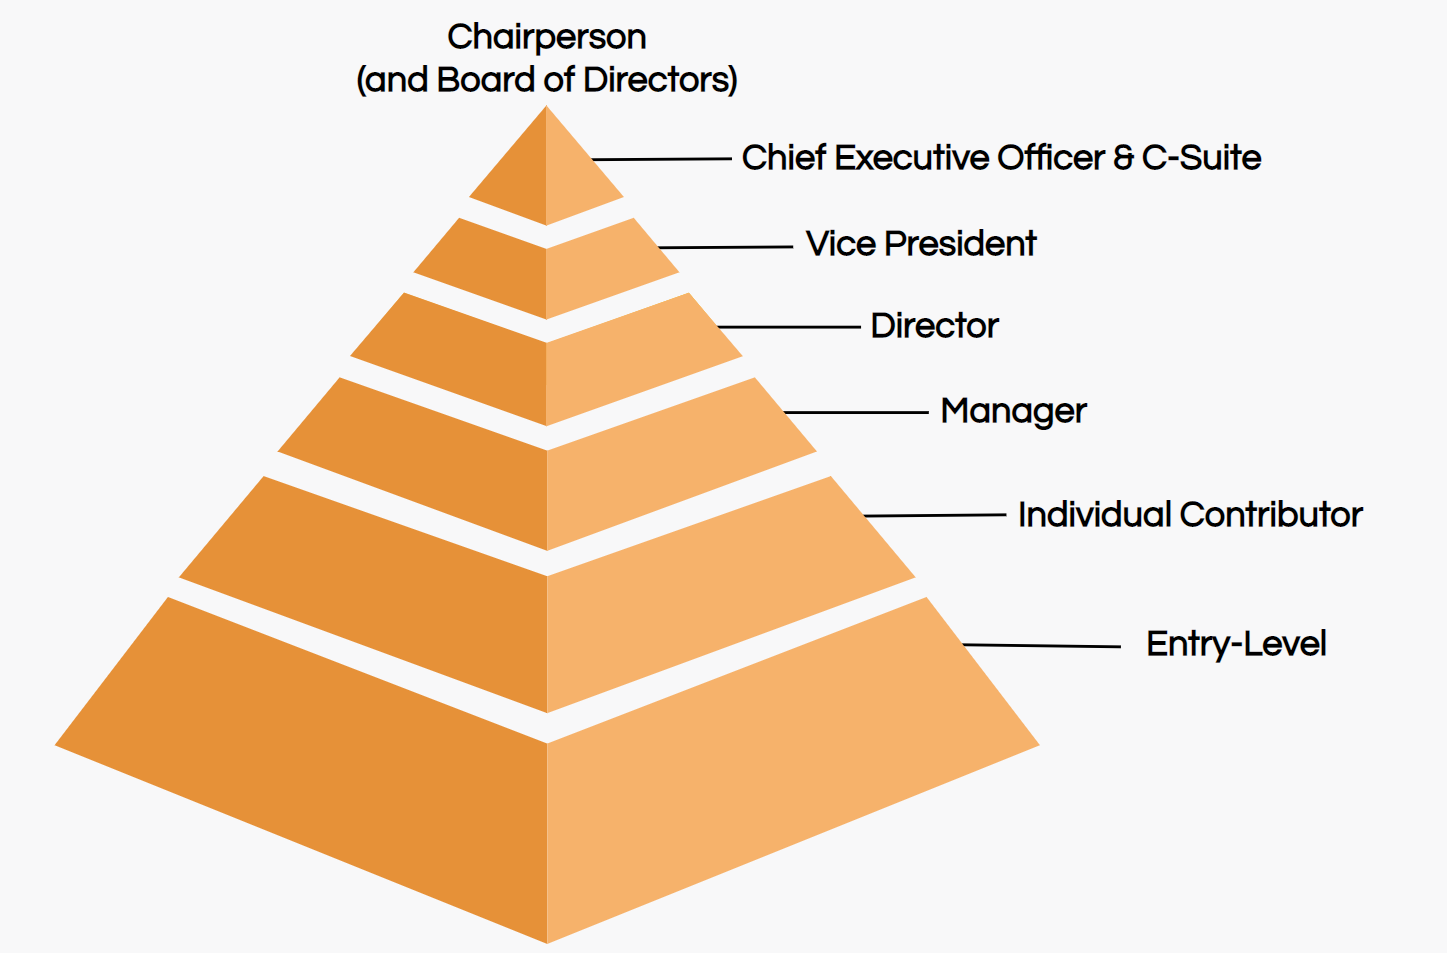 Chairperson
(and Board of Directors)
Chief Executive Officer & C-Suite
Vice President
Director
Manager
Individual Contributor
Entry-Level